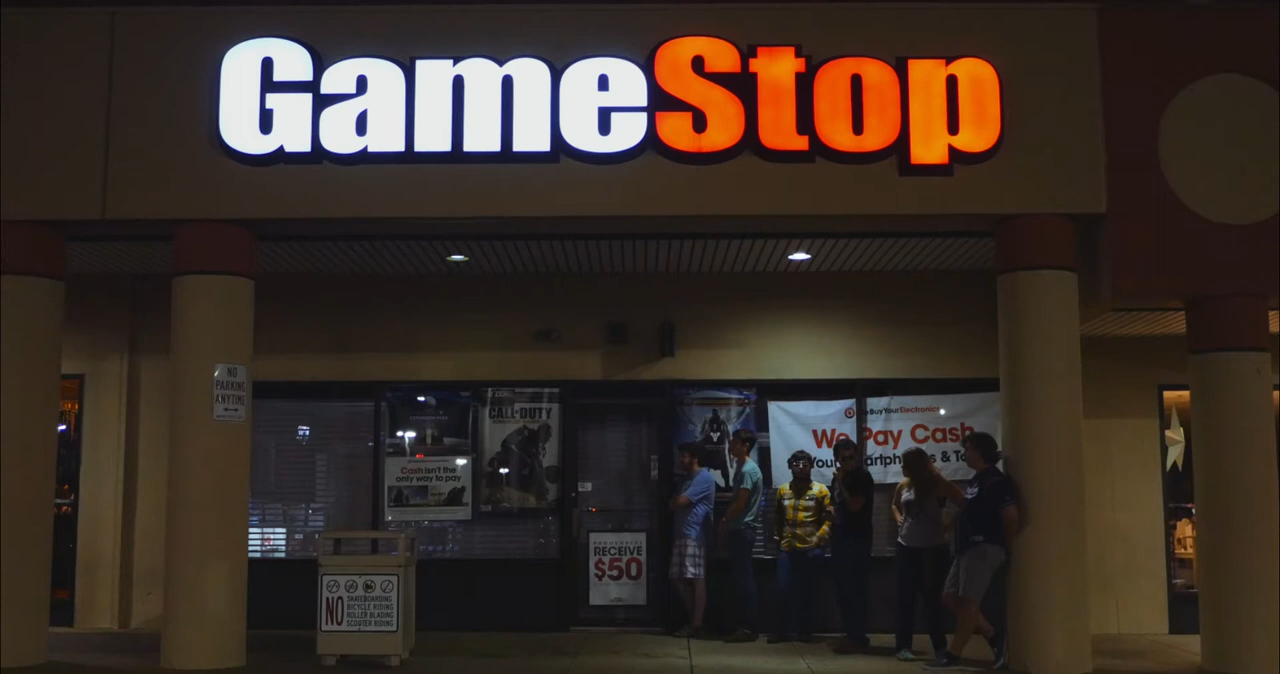 GameStop
NO
PARKING
ANYTIME
CALL·DUTY
Cash isn't the
only way to pay
BuyYourElectronics
We Pay Cash
RECEIVE
$50
NO
SKATEBOARDING
BICYCLE RIDING
ROLLER BLADING
SCOOTER RIDING